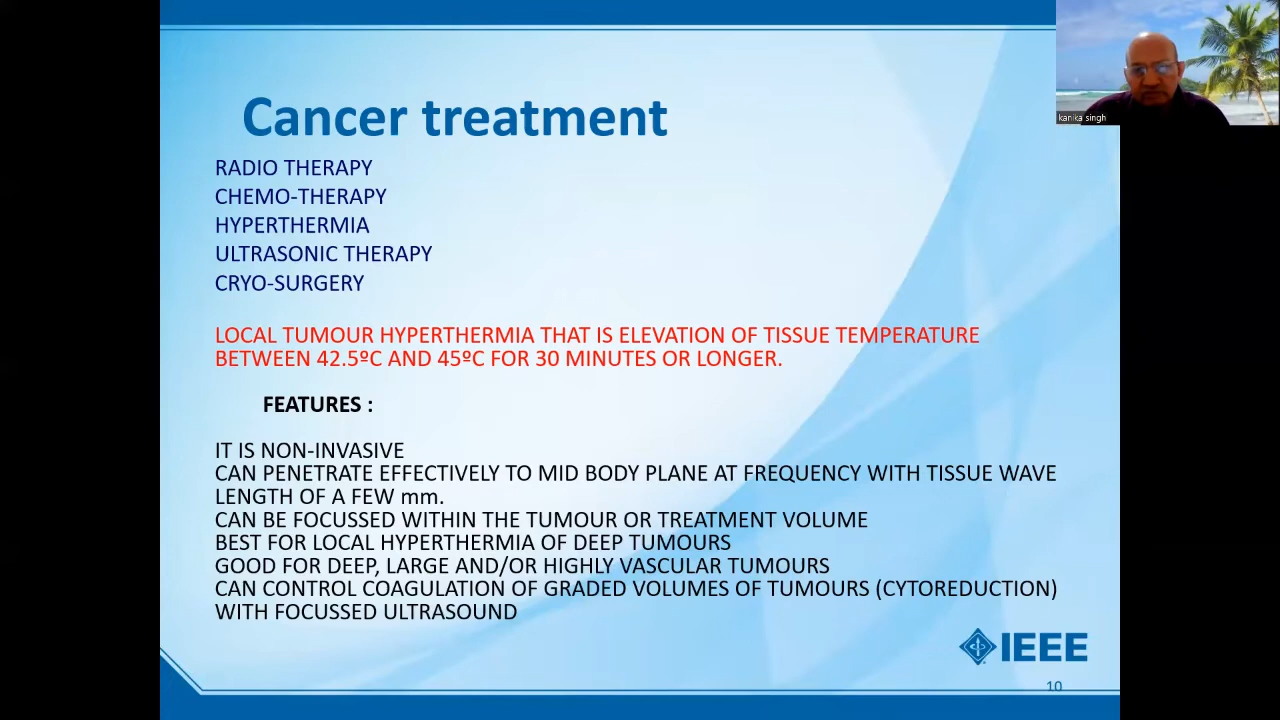 Cancer treatment
RADIO THERAPY
CHEMO-THERAPY
HYPERTHERMIA
ULTRASONIC THERAPY
CRYO-SURGERY
LOCAL TUMOUR HYPERTHERMIA THAT IS ELEVATION OF TISSUE TEMPERATURE
BETWEEN 42.5ºC AND 45ºC FOR 30 MINUTES OR LONGER.
FEATURES :
IT IS NON-INVASIVE
CAN PENETRATE EFFECTIVELY TO MID BODY PLANE AT FREQUENCY WITH TISSUE WAVE
LENGTH OF A FEW mm.
CAN BE FOCUSSED WITHIN THE TUMOUR OR TREATMENT VOLUME
BEST FOR LOCAL HYPERTHERMIA OF DEEP TUMOURS
GOOD FOR DEEP, LARGE AND/OR HIGHLY VASCULAR TUMOURS
CAN CONTROL COAGULATION OF GRADED VOLUMES OF TUMOURS (CYTOREDUCTION)
WITH FOCUSSED ULTRASOUND
IEEE
10
kanika singh